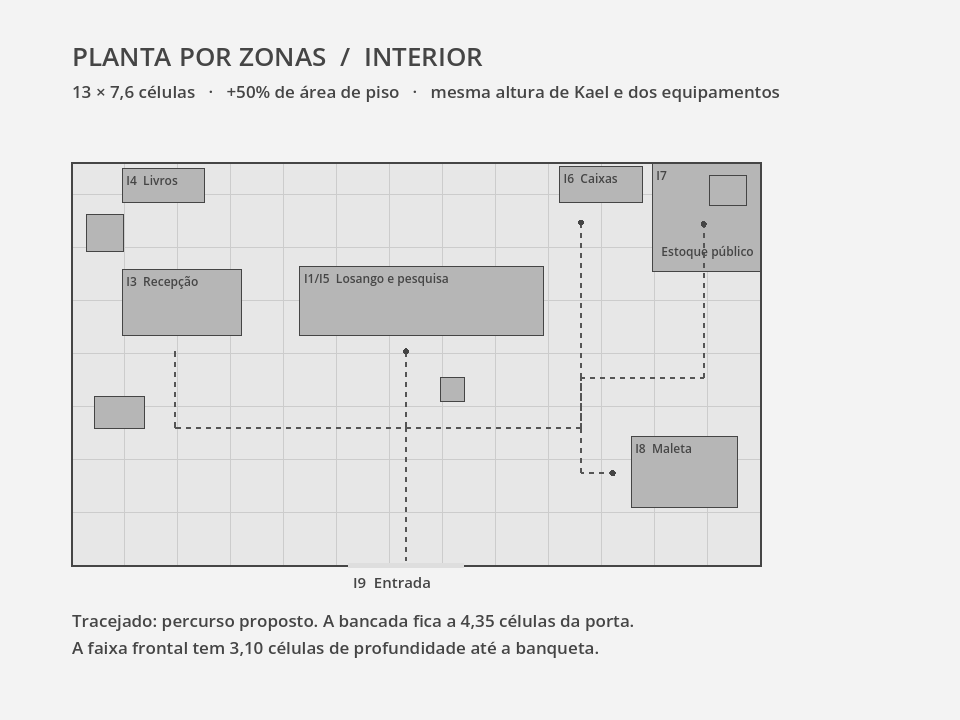 PLANTA POR ZONAS / INTERIOR
13 × 7,6 células · +50% de área de piso · mesma altura de Kael e dos equipamentos
I4 Livros
I6 Caixas
I7
Estoque público
I3 Recepção
I1/I5 Losango e pesquisa
I8 Maleta
I9 Entrada
Tracejado: percurso proposto. A bancada fica a 4,35 células da porta.
A faixa frontal tem 3,10 células de profundidade até a banqueta.